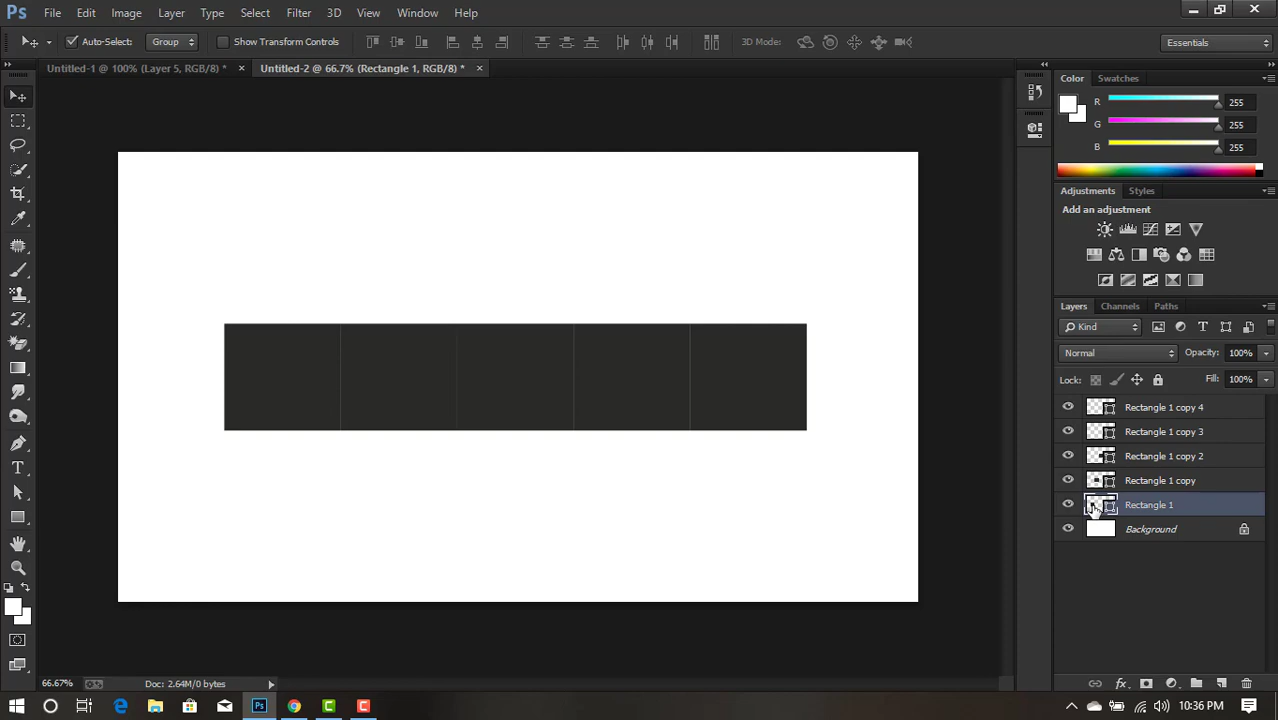 Ps File Edit Image Layer Type Select Filter 3D View Window Help
Auto-Select: Group Show Transform Controls 3D Mode: Essentials
Untitled-1 @ 100% (Layer 5, RGB/8) * × Untitled-2 @ 66.7% (Rectangle 1, RGB/8) * ×
Color Swatches
R 255
G 255
B 255
Adjustments Styles
Add an adjustment
Layers Channels Paths
Kind
Normal Opacity: 100%
Lock: Fill: 100%
Rectangle 1 copy 4
Rectangle 1 copy 3
Rectangle 1 copy 2
Rectangle 1 copy
Rectangle 1
Background
66.67% Doc: 2.64M/0 bytes
10:36 PM